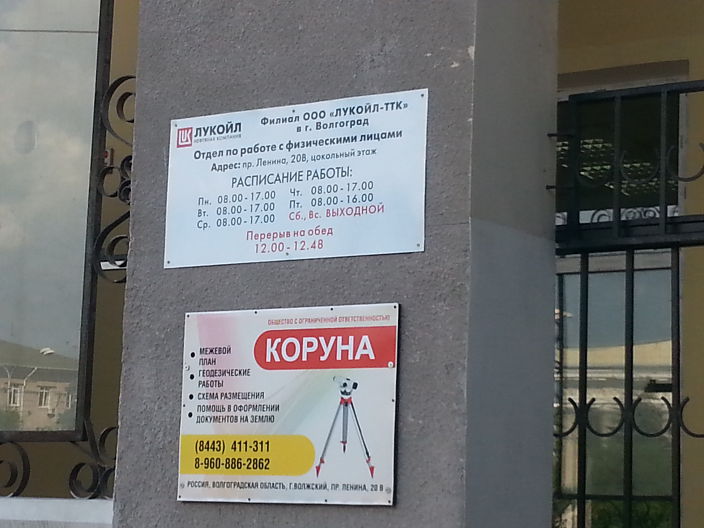 ЛУКОЙЛ
НЕФТЯНАЯ КОМПАНИЯ
Филиал ООО «ЛУКОЙЛ-ТТК»
в г. Волгоград
Отдел по работе с физическими лицами
Адрес: пр. Ленина, 20В, цокольный этаж
РАСПИСАНИЕ РАБОТЫ:
Пн. 08.00-17.00 Чт. 08.00-17.00
Вт. 08.00-17.00 Пт. 08.00-16.00
Ср. 08.00-17.00 Сб., Вс. ВЫХОДНОЙ
Перерыв на обед
12.00-12.48
ОБЩЕСТВО С ОГРАНИЧЕННОЙ ОТВЕТСТВЕННОСТЬЮ
КОРУНА
• МЕЖЕВОЙ
ПЛАН
• ГЕОДЕЗИЧЕСКИЕ
РАБОТЫ
• СХЕМА РАЗМЕЩЕНИЯ
• ПОМОЩЬ В ОФОРМЛЕНИИ
ДОКУМЕНТОВ НА ЗЕМЛЮ
(8443) 411-311
8-960-886-2862
РОССИЯ, ВОЛГОГРАДСКАЯ ОБЛАСТЬ, Г.ВОЛЖСКИЙ, ПР. ЛЕНИНА, 20 В